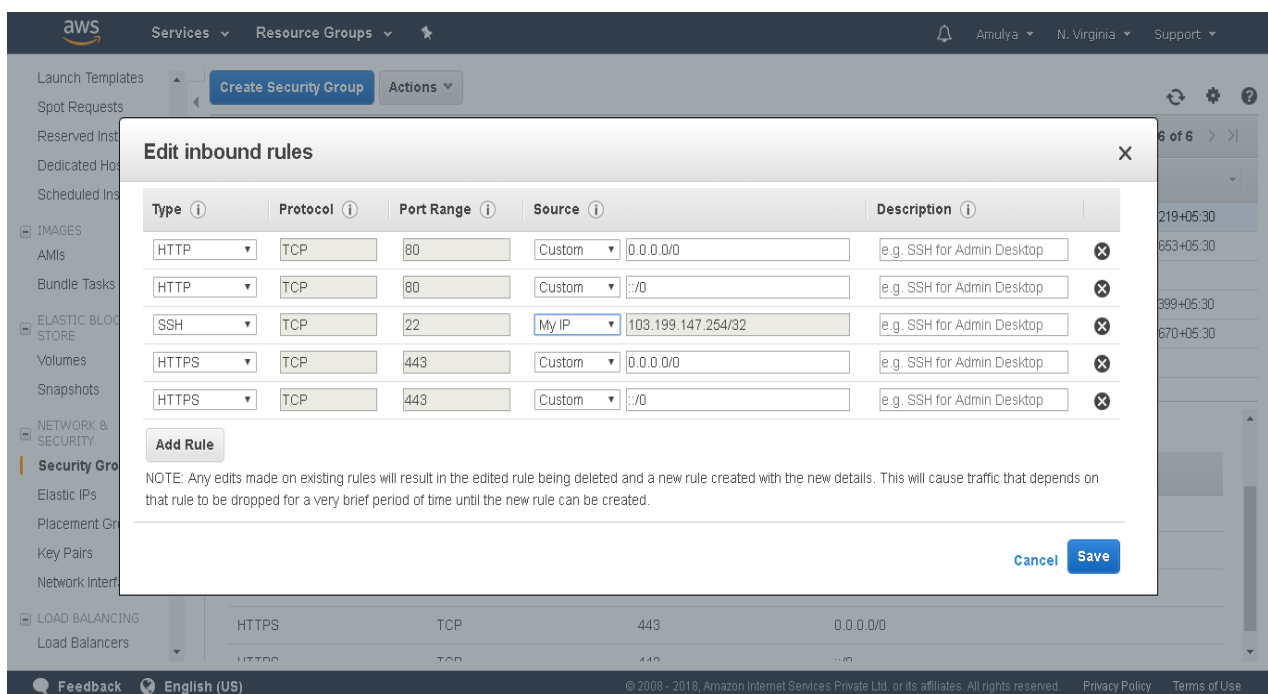 aws Services Resource Groups Amulya N. Virginia Support
Launch Templates
Spot Requests
Reserved Inst
Dedicated Hos
Scheduled Ins
IMAGES
AMIs
Bundle Tasks
ELASTIC BLOC
STORE
Volumes
Snapshots
NETWORK &
SECURITY
Security Gro
Elastic IPs
Placement Gr
Key Pairs
Network Interf
LOAD BALANCING
Load Balancers
Create Security Group Actions
6 of 6
219+05:30
653+05:30
399+05:30
670+05:30
Edit inbound rules
Type Protocol Port Range Source Description
HTTP TCP 80 Custom 0.0.0.0/0 e.g. SSH for Admin Desktop
HTTP TCP 80 Custom ::/0 e.g. SSH for Admin Desktop
SSH TCP 22 My IP 103.199.147.254/32 e.g. SSH for Admin Desktop
HTTPS TCP 443 Custom 0.0.0.0/0 e.g. SSH for Admin Desktop
HTTPS TCP 443 Custom ::/0 e.g. SSH for Admin Desktop
Add Rule
NOTE: Any edits made on existing rules will result in the edited rule being deleted and a new rule created with the new details. This will cause traffic that depends on
that rule to be dropped for a very brief period of time until the new rule can be created.
Cancel Save
HTTPS TCP 443 0.0.0.0/0
HTTPS TCP 443 ::/0
Feedback English (US) © 2008 - 2018, Amazon Internet Services Private Ltd. or its affiliates. All rights reserved. Privacy Policy Terms of Use